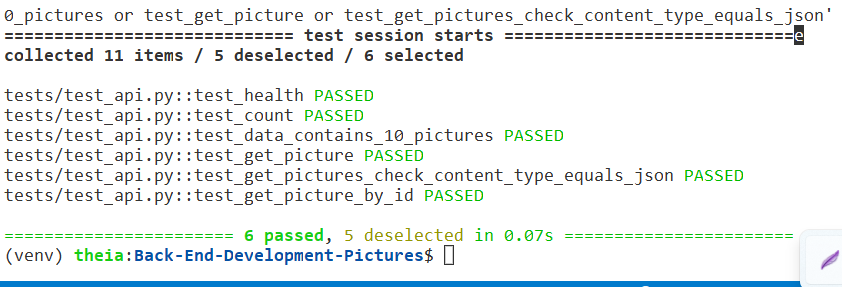 0_pictures or test_get_picture or test_get_pictures_check_content_type_equals_json'
============================= test session starts =============================e
collected 11 items / 5 deselected / 6 selected
tests/test_api.py::test_health PASSED
tests/test_api.py::test_count PASSED
tests/test_api.py::test_data_contains_10_pictures PASSED
tests/test_api.py::test_get_picture PASSED
tests/test_api.py::test_get_pictures_check_content_type_equals_json PASSED
tests/test_api.py::test_get_picture_by_id PASSED
======================= 6 passed, 5 deselected in 0.07s =======================
(venv) theia:Back-End-Development-Pictures$